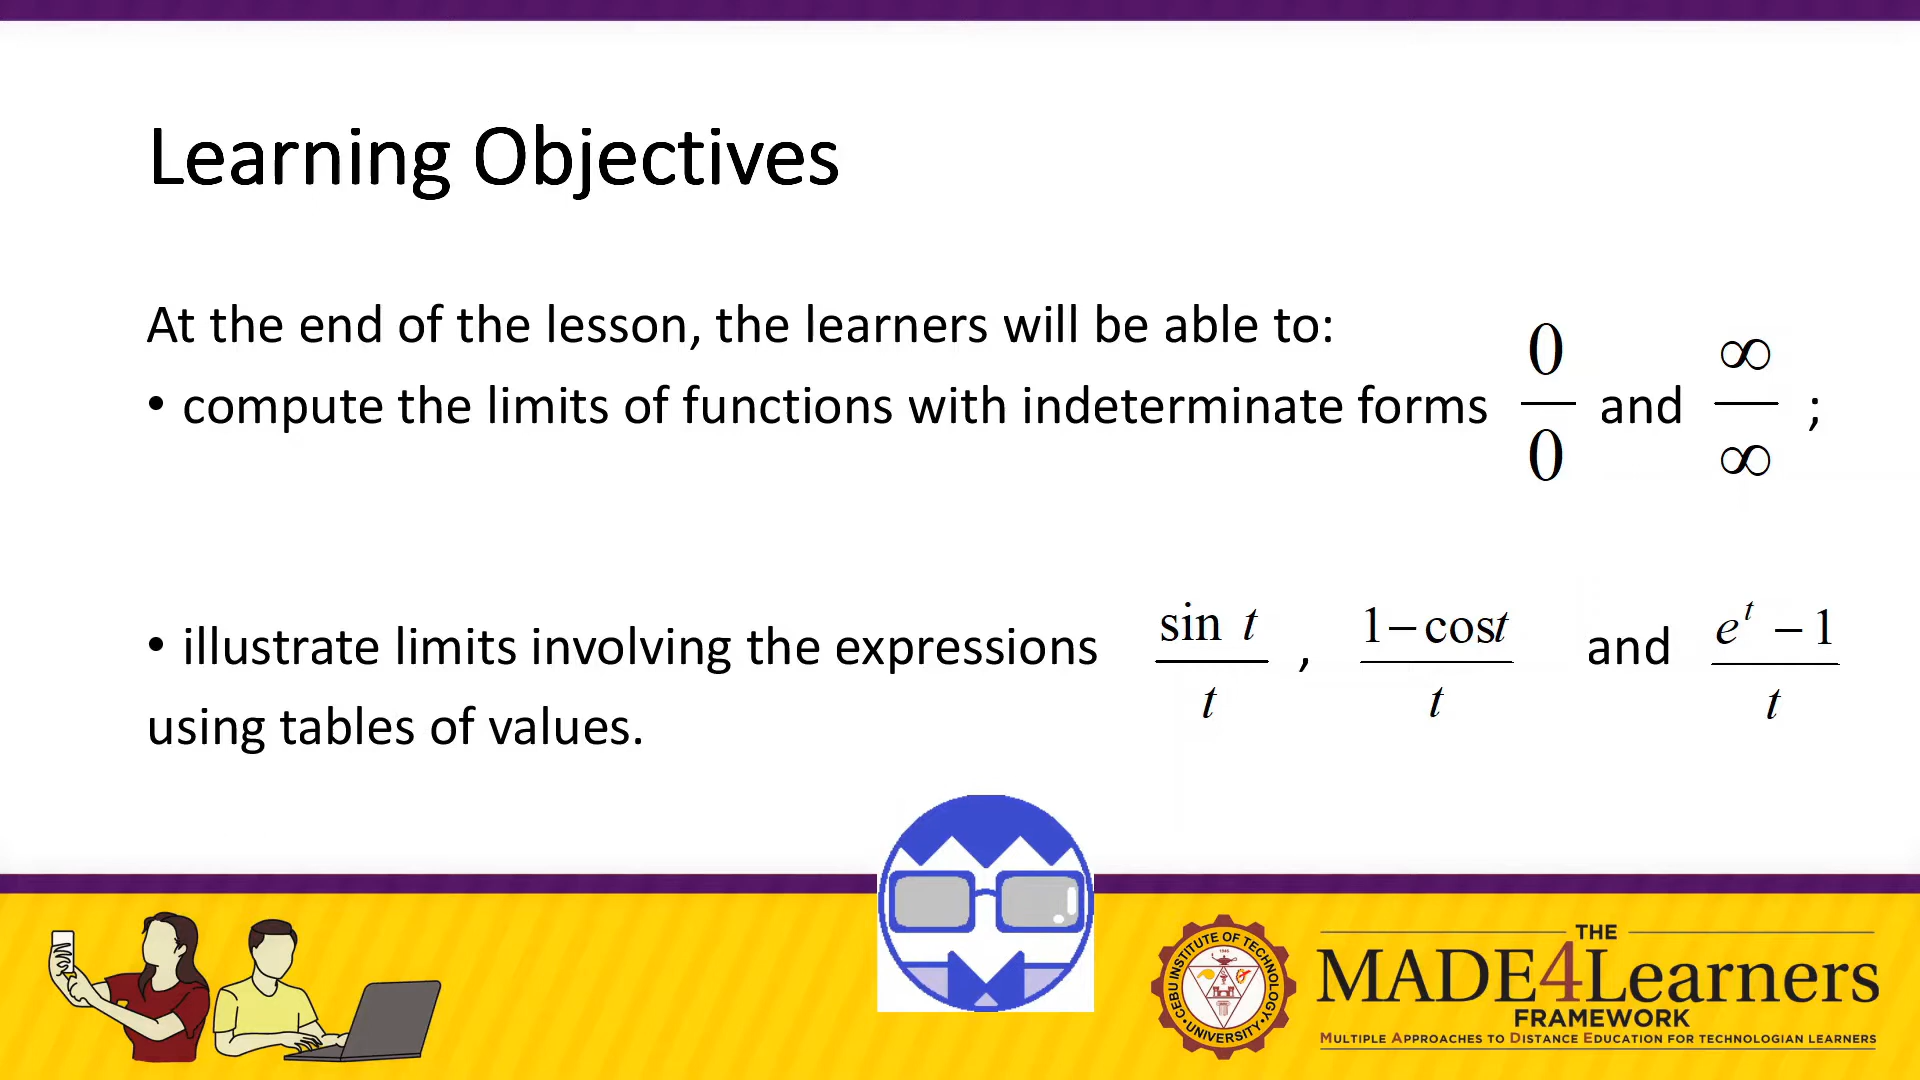 Learning Objectives
At the end of the lesson, the learners will be able to:
• compute the limits of functions with indeterminate forms 0/0 and ∞/∞ ;
• illustrate limits involving the expressions sin t/t , 1−cos t/t and e^t −1/t
using tables of values.
CEBU INSTITUTE OF TECHNOLOGY
• UNIVERSITY •
1946
THE
MADE4Learners
FRAMEWORK
MULTIPLE APPROACHES TO DISTANCE EDUCATION FOR TECHNOLOGIAN LEARNERS